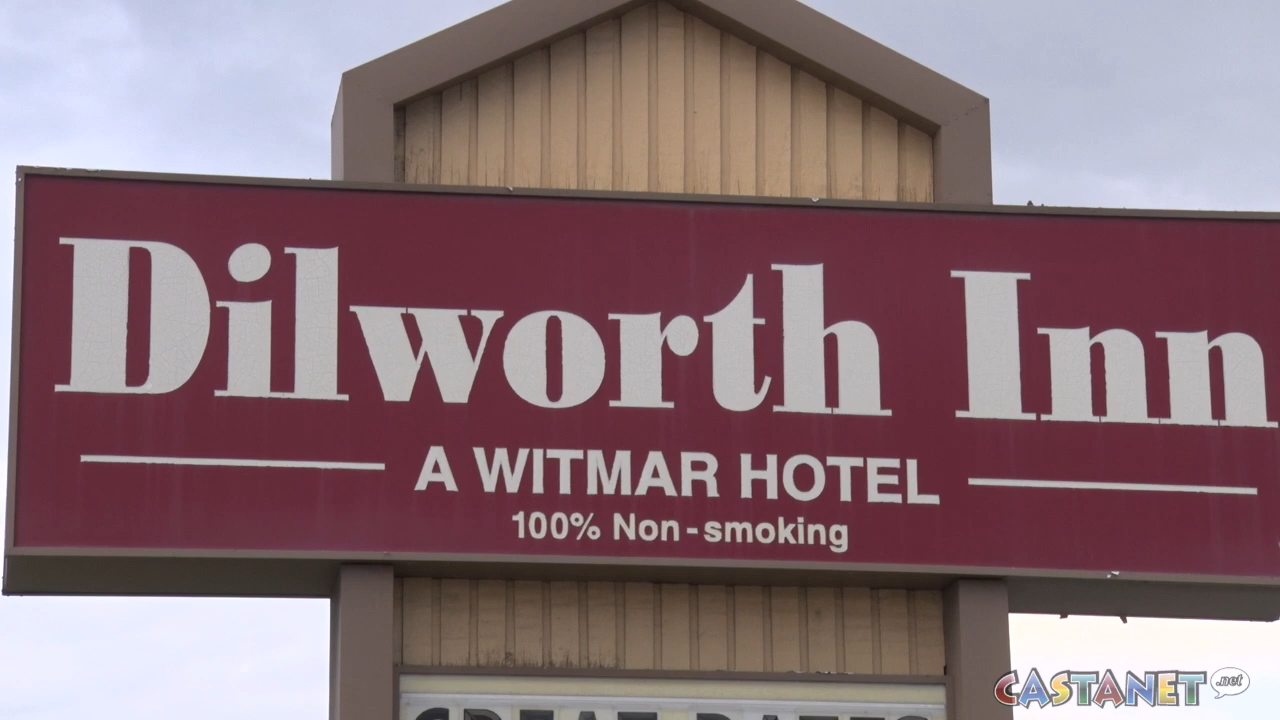 Dilworth Inn
A WITMAR HOTEL
100% Non-smoking
CASTANET .net